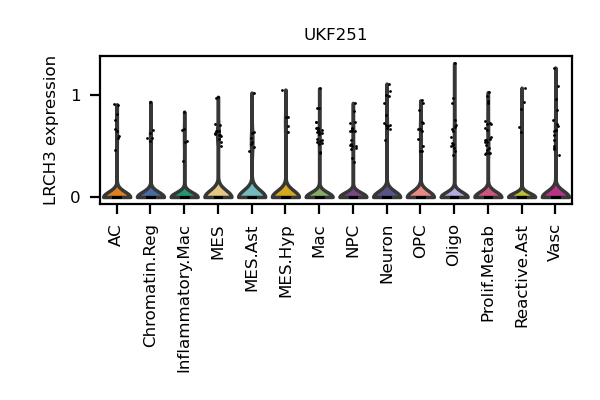 UKF251
LRCH3 expression
1
0
AC
Chromatin.Reg
Inflammatory.Mac
MES
MES.Ast
MES.Hyp
Mac
NPC
Neuron
OPC
Oligo
Prolif.Metab
Reactive.Ast
Vasc